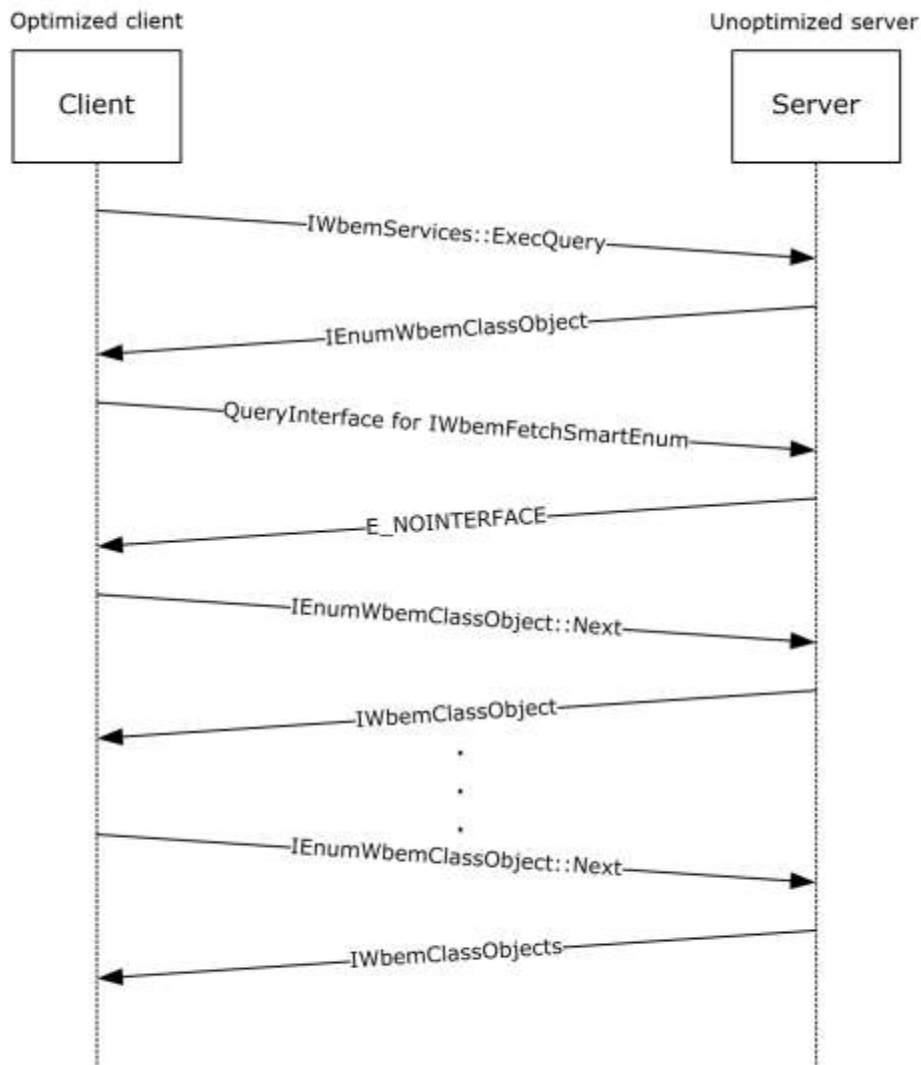 Optimized client
Unoptimized server
Client
Server
IWbemServices::ExecQuery
IEnumWbemClassObject
QueryInterface for IWbemFetchSmartEnum
E_NOINTERFACE
IEnumWbemClassObject::Next
IWbemClassObject
.
.
.
IEnumWbemClassObject::Next
IWbemClassObjects